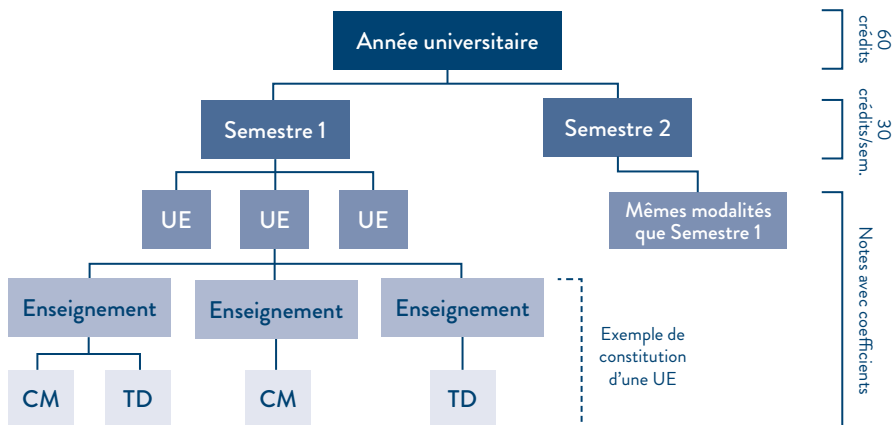 Année universitaire
60
crédits
Semestre 1
Semestre 2
30
crédits/sem.
UE
UE
UE
Mêmes modalités
que Semestre 1
Notes avec coefficients
Enseignement
Enseignement
Enseignement
Exemple de
constitution
d'une UE
CM
TD
CM
TD